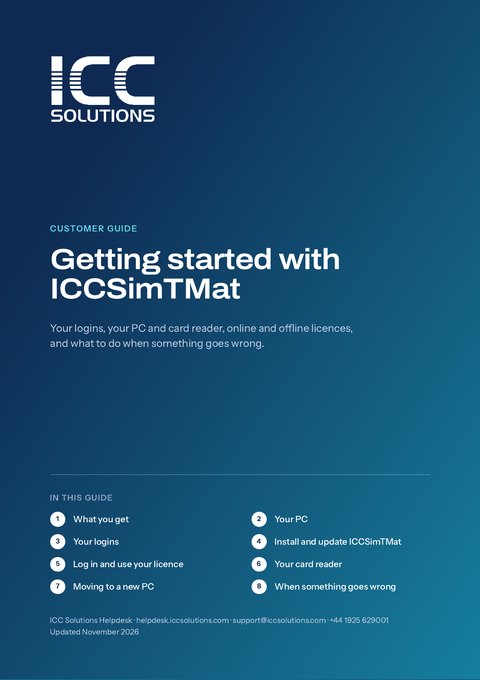 ICC
SOLUTIONS
CUSTOMER GUIDE
Getting started with
ICCSimTMat
Your logins, your PC and card reader, online and offline licences,
and what to do when something goes wrong.
IN THIS GUIDE
1 What you get
2 Your PC
3 Your logins
4 Install and update ICCSimTMat
5 Log in and use your licence
6 Your card reader
7 Moving to a new PC
8 When something goes wrong
ICC Solutions Helpdesk · helpdesk.iccsolutions.com · support@iccsolutions.com · +44 1925 629001
Updated November 2026